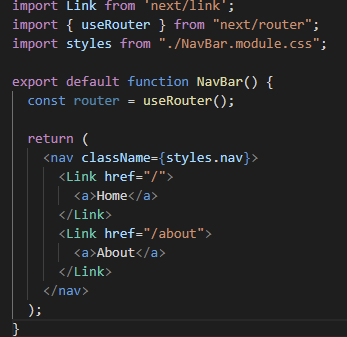 import Link from 'next/link';
import { useRouter } from "next/router";
import styles from "./NavBar.module.css";
export default function NavBar() {
const router = useRouter();
return (
<nav className={styles.nav}>
<Link href="/">
<a>Home</a>
</Link>
<Link href="/about">
<a>About</a>
</Link>
</nav>
);
}